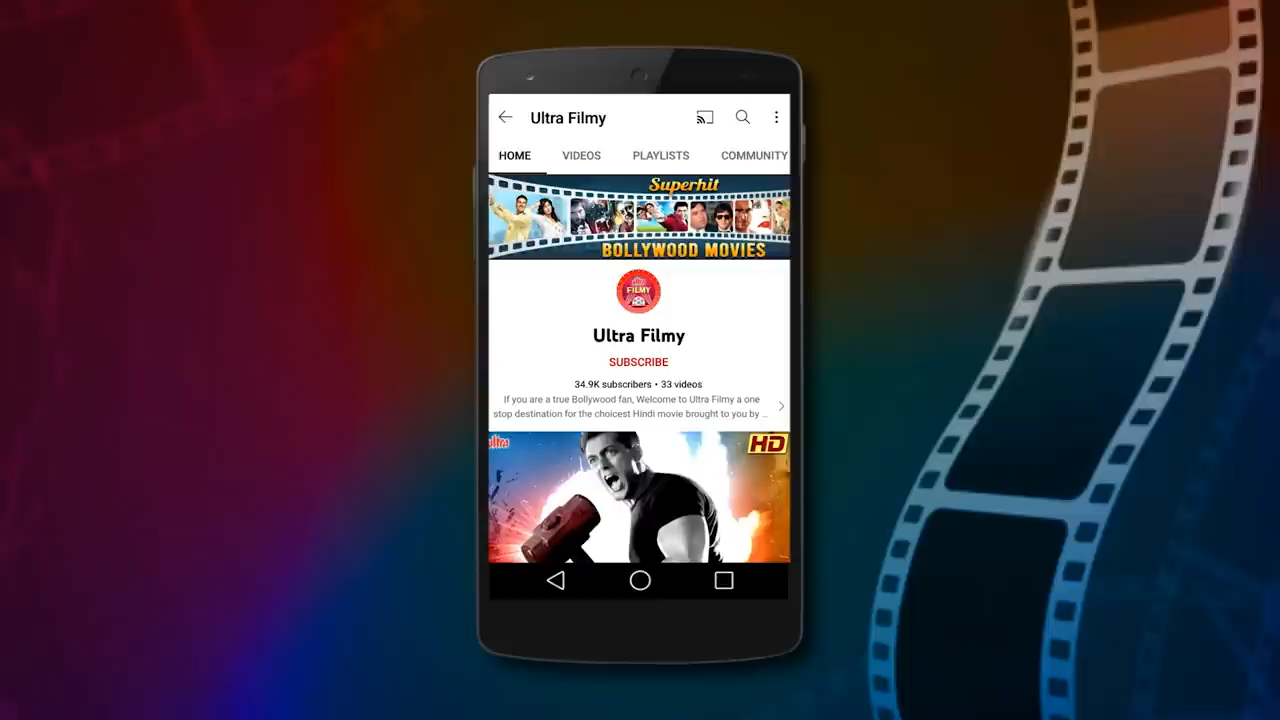 Ultra Filmy
HOME VIDEOS PLAYLISTS COMMUNITY
Superhit
BOLLYWOOD MOVIES
FILMY
Ultra Filmy
SUBSCRIBE
34.9K subscribers • 33 videos
If you are a true Bollywood fan, Welcome to Ultra Filmy a one
stop destination for the choicest Hindi movie brought to you by ...
ultra HD